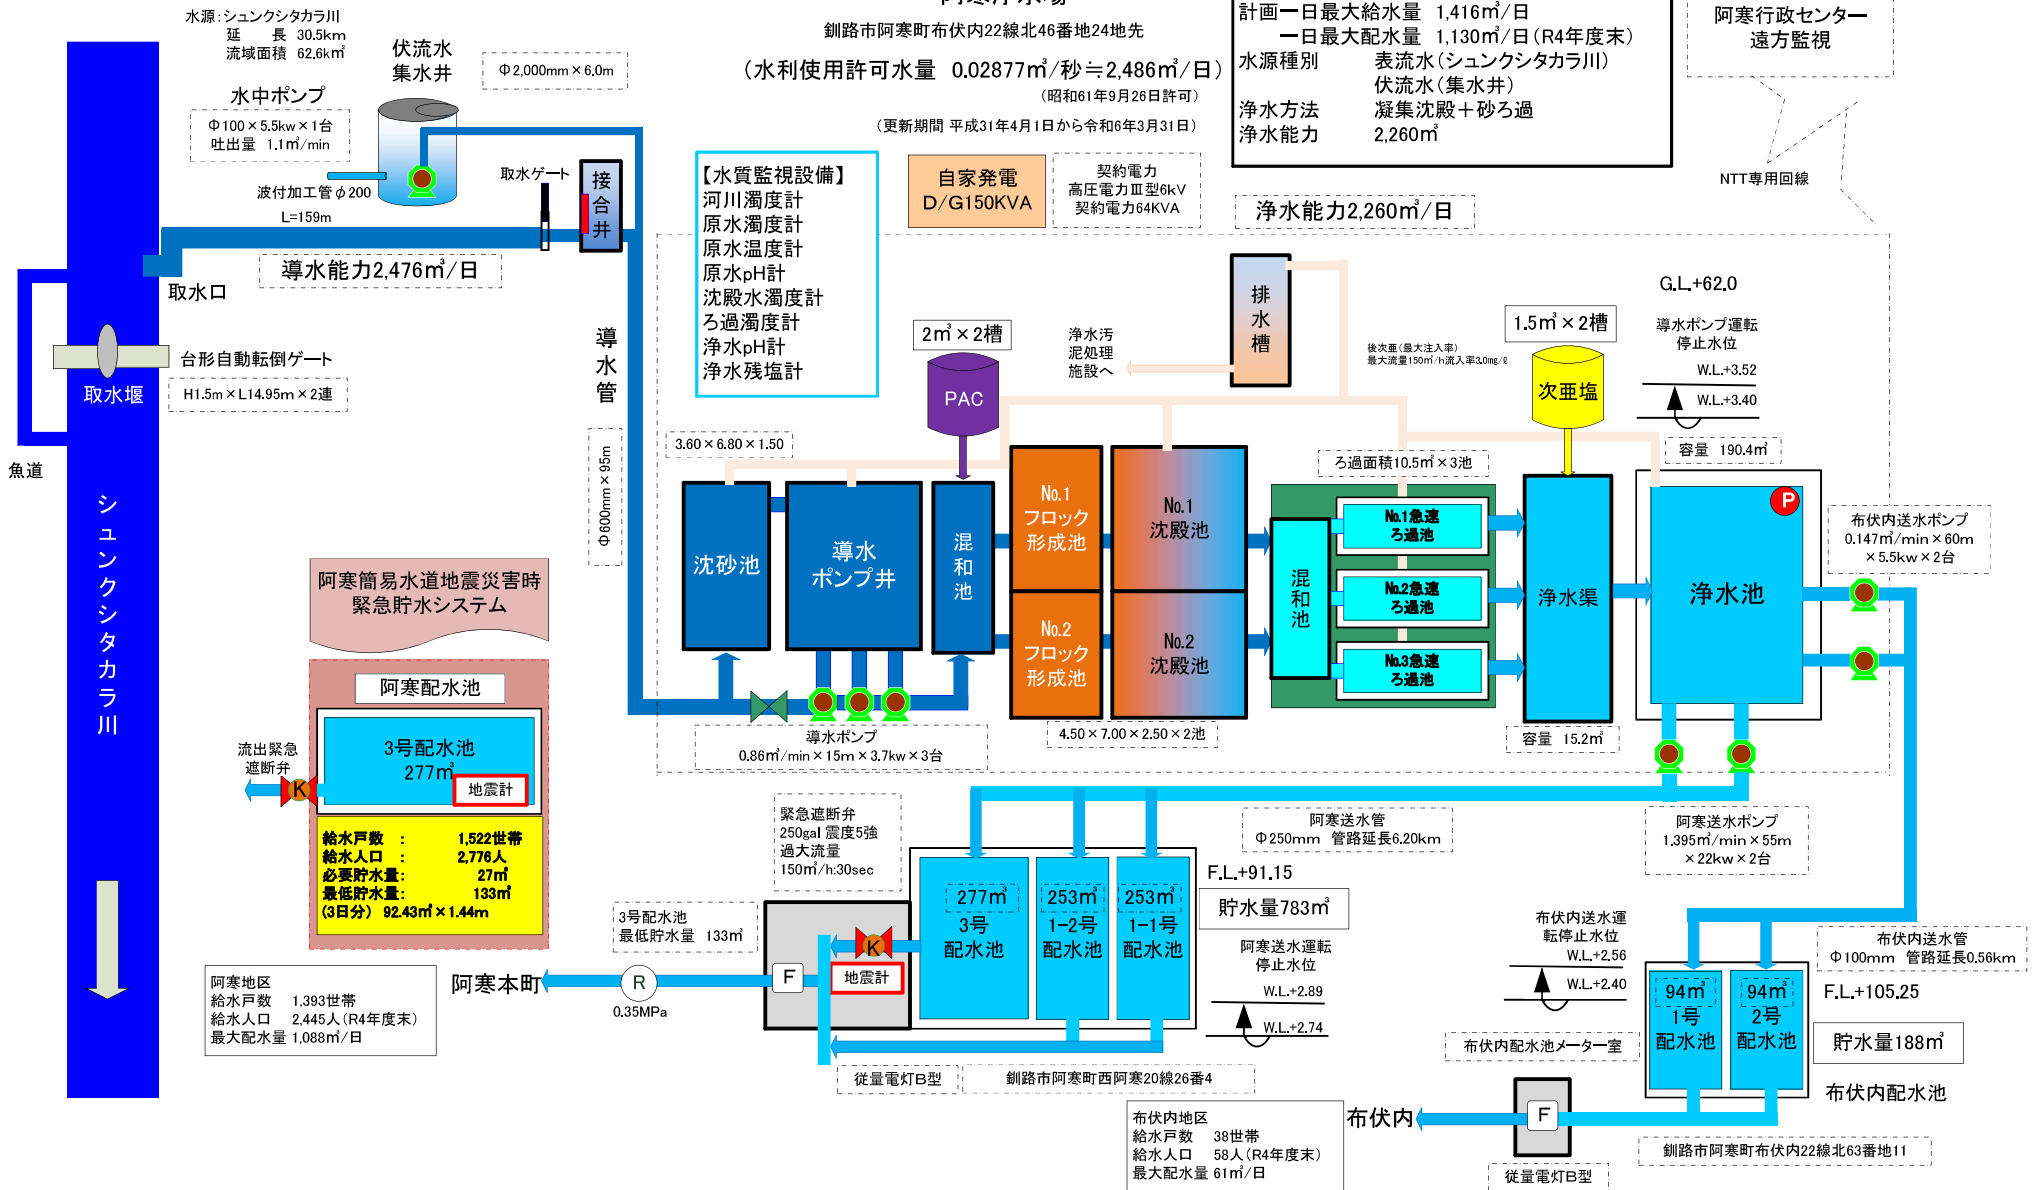 水源：シュンクシタカラ川
延　長 30.5km
流域面積 62.6k㎡
伏流水
集水井
Φ2,000mm×6.0m
水中ポンプ
Φ100×5.5kw×1台
吐出量 1.1㎥/min
波付加工管φ200
L=159m
取水ゲート
接合井
導水能力2,476㎥/日
取水口
台形自動転倒ゲート
H1.5m×L14.95m×2連
取水堰
魚道
シュンクシタカラ川
釧路市阿寒町布伏内22線北46番地24地先
（水利使用許可水量 0.02877㎥/秒≒2,486㎥/日）
（昭和61年9月26日許可）
（更新期間 平成31年4月1日から令和6年3月31日）
計画一日最大給水量 1,416㎥/日
一日最大配水量 1,130㎥/日（R4年度末）
水源種別 表流水（シュンクシタカラ川）
伏流水（集水井）
浄水方法 凝集沈殿＋砂ろ過
浄水能力 2,260㎥
阿寒行政センター
遠方監視
NTT専用回線
【水質監視設備】
河川濁度計
原水濁度計
原水温度計
原水pH計
沈殿水濁度計
ろ過濁度計
浄水pH計
浄水残塩計
自家発電
D/G150KVA
契約電力
高圧電力Ⅲ型6kV
契約電力64KVA
浄水能力2,260㎥/日
導水管
Φ600mm×95m
2㎥×2槽
PAC
浄水汚
泥処理
施設へ
排水槽
後次亜（最大注入率）
最大流量150㎥/h流入率3.0mg/ℓ
1.5㎥×2槽
次亜塩
G.L.+62.0
導水ポンプ運転
停止水位
W.L.+3.52
W.L.+3.40
容量 190.4㎥
3.60×6.80×1.50
沈砂池
導水
ポンプ井
混和池
No.1
フロック
形成池
No.2
フロック
形成池
No.1
沈殿池
No.2
沈殿池
4.50×7.00×2.50×2池
ろ過面積10.5㎡×3池
混和池
No.1急速
ろ過池
No.2急速
ろ過池
No.3急速
ろ過池
浄水渠
容量 15.2㎥
浄水池
P
布伏内送水ポンプ
0.147㎥/min×60m
×5.5kw×2台
導水ポンプ
0.86㎥/min×15m×3.7kw×3台
阿寒簡易水道地震災害時
緊急貯水システム
阿寒配水池
3号配水池
277㎥
地震計
流出緊急
遮断弁
K
給水戸数 ： 1,522世帯
給水人口 ： 2,776人
必要貯水量： 27㎥
最低貯水量： 133㎥
(3日分) 92.43㎡×1.44m
阿寒地区
給水戸数 1,393世帯
給水人口 2,445人（R4年度末）
最大配水量 1,088㎥/日
緊急遮断弁
250gal 震度5強
過大流量
150㎥/h:30sec
3号配水池
最低貯水量 133㎥
阿寒本町
R
0.35MPa
F
K
地震計
277㎥
3号
配水池
253㎥
1-2号
配水池
253㎥
1-1号
配水池
従量電灯B型
釧路市阿寒町西阿寒20線26番4
阿寒送水管
Φ250mm 管路延長6.20km
F.L.+91.15
貯水量783㎥
阿寒送水運転
停止水位
W.L.+2.89
W.L.+2.74
阿寒送水ポンプ
1.395㎥/min×55m
×22kw×2台
布伏内送水運
転停止水位
W.L.+2.56
W.L.+2.40
布伏内送水管
Φ100mm 管路延長0.56km
F.L.+105.25
94㎥
1号
配水池
94㎥
2号
配水池
貯水量188㎥
布伏内配水池
布伏内配水池メーター室
布伏内地区
給水戸数 38世帯
給水人口 58人（R4年度末）
最大配水量 61㎥/日
布伏内
F
従量電灯B型
釧路市阿寒町布伏内22線北63番地11